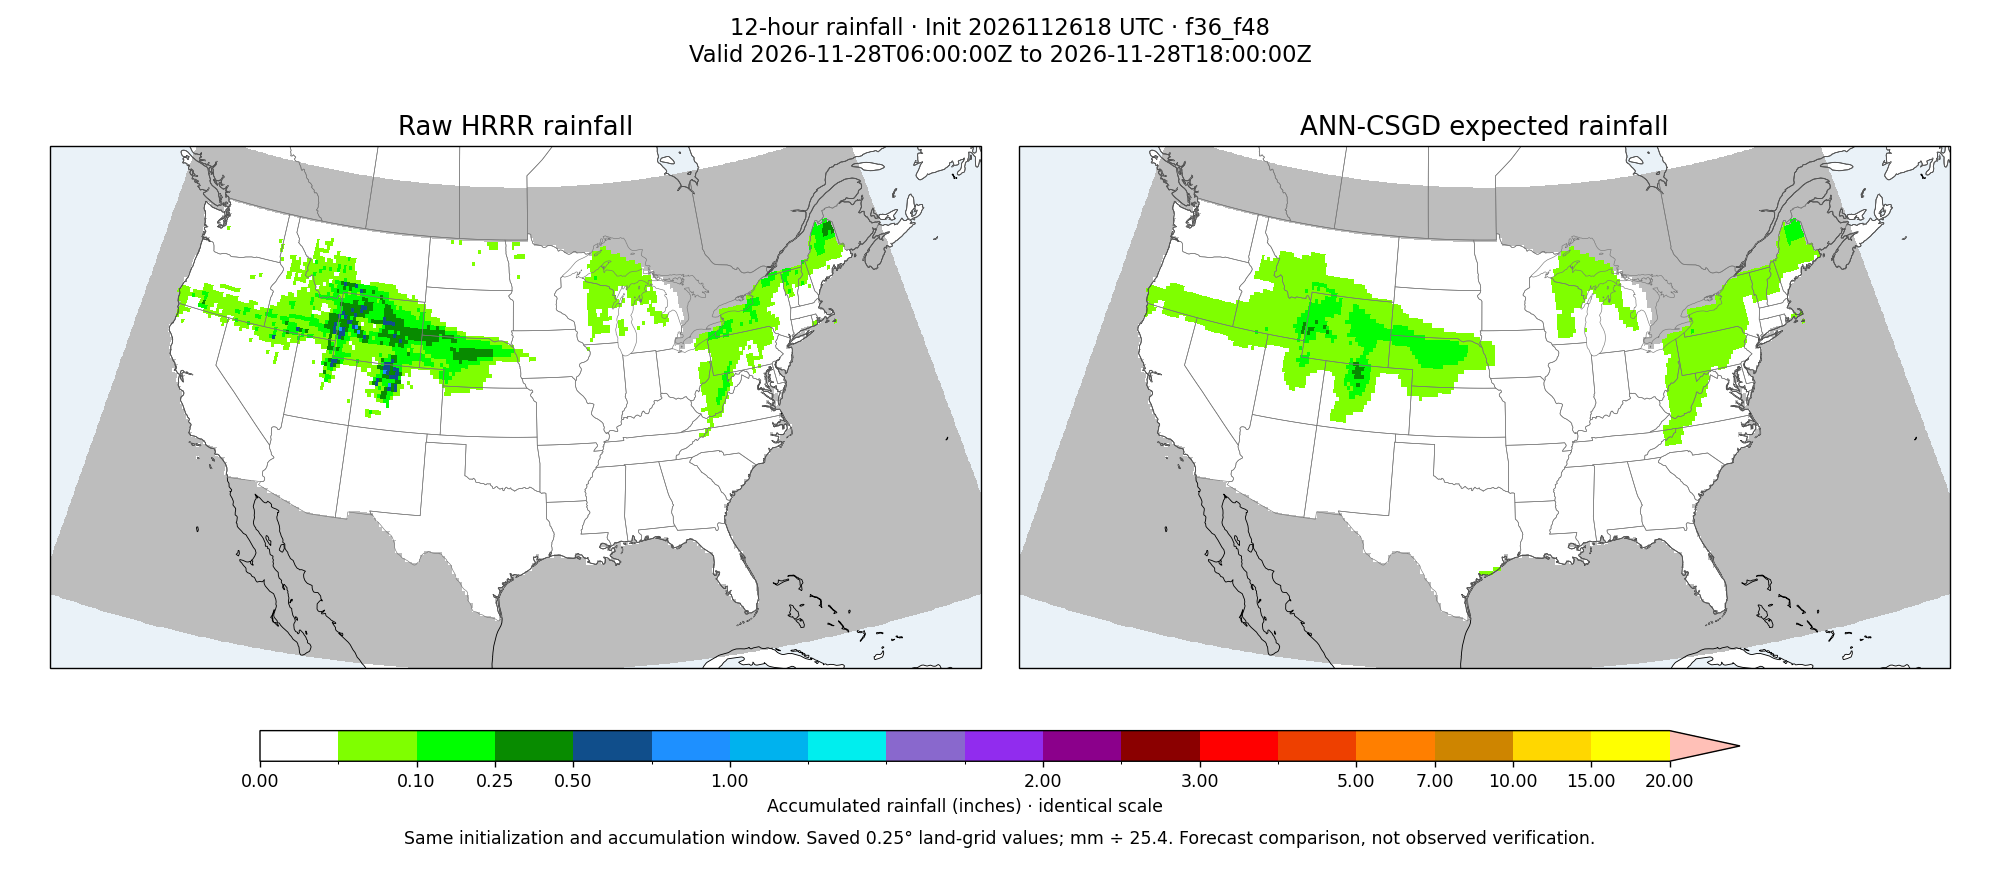 12-hour rainfall · Init 2026112618 UTC · f36_f48
Valid 2026-11-28T06:00:00Z to 2026-11-28T18:00:00Z
Raw HRRR rainfall
ANN-CSGD expected rainfall
0.00 0.10 0.25 0.50 1.00 2.00 3.00 5.00 7.00 10.00 15.00 20.00
Accumulated rainfall (inches) · identical scale
Same initialization and accumulation window. Saved 0.25° land-grid values; mm ÷ 25.4. Forecast comparison, not observed verification.